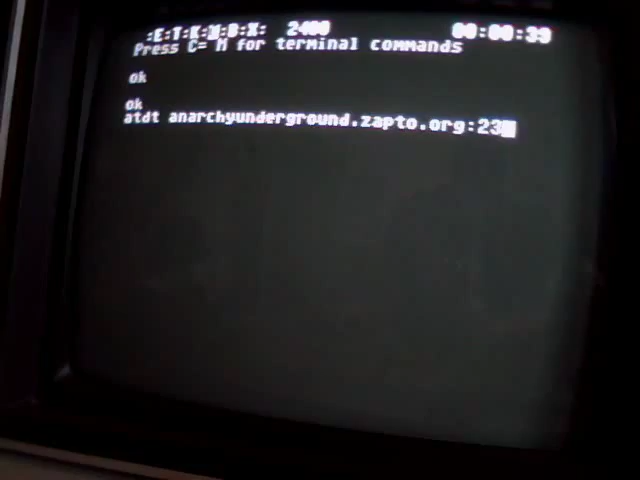 :E:T:K:M:B:X: 2400 00:00:39
Press C= M for terminal commands
ok
ok
atdt anarchyunderground.zapto.org:23